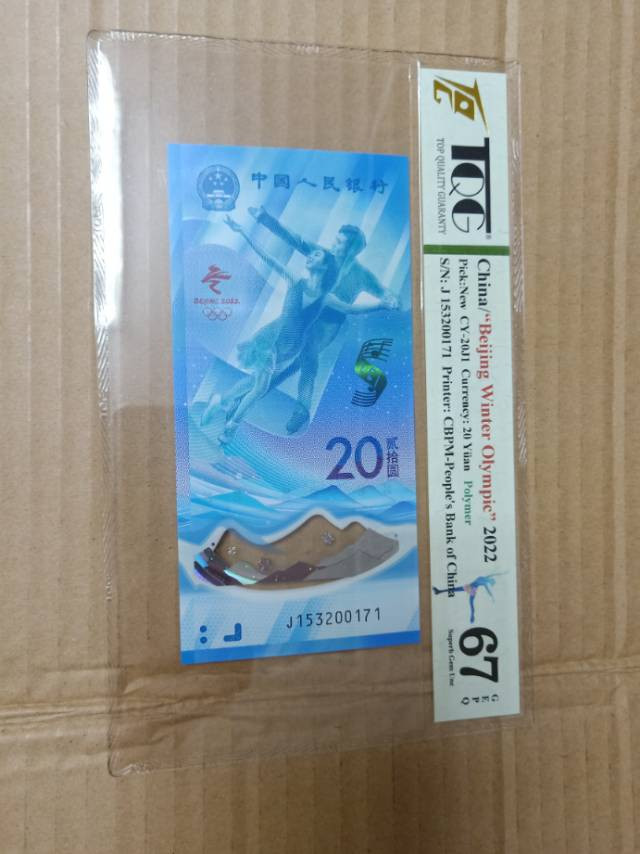 中国人民银行
BEIJING 2022
20
贰拾圆
J153200171
TQG®
TOP QUALITY GUARANTY
China/“Beijing Winter Olympic” 2022
Pick:New CY-20J1 Currency: 20 Yüan Polymer
S/N: J 153200171 Printer: CBPM-People's Bank of China
67
GEPQ
Superb Gem Unc